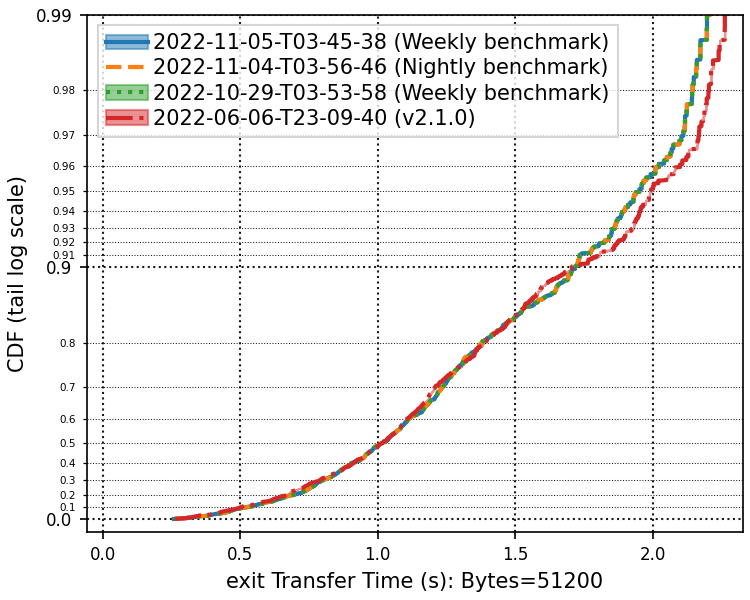 0.99
2022-11-05-T03-45-38 (Weekly benchmark)
2022-11-04-T03-56-46 (Nightly benchmark)
2022-10-29-T03-53-58 (Weekly benchmark)
2022-06-06-T23-09-40 (v2.1.0)
0.98
0.97
0.96
0.95
0.94
0.93
0.92
0.91
0.9
0.8
0.7
0.6
0.5
0.4
0.3
0.2
0.1
0.0
CDF (tail log scale)
0.0 0.5 1.0 1.5 2.0
exit Transfer Time (s): Bytes=51200